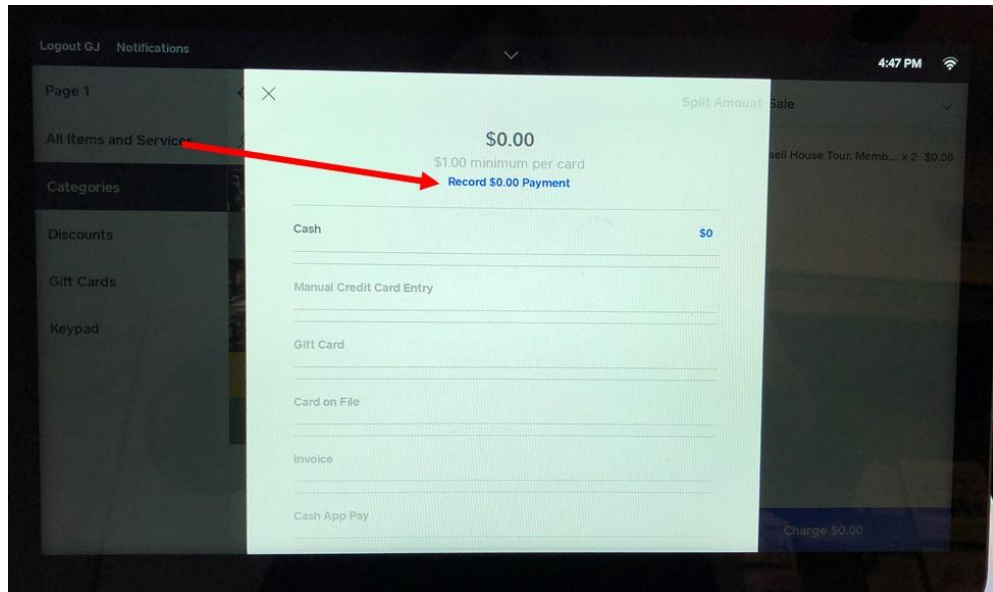 Logout GJ Notifications
4:47 PM
Page 1
All Items and Services
Categories
Discounts
Gift Cards
Keypad
Split Amount
$0.00
$1.00 minimum per card
Record $0.00 Payment
Cash $0
Manual Credit Card Entry
Gift Card
Card on File
Invoice
Cash App Pay
Sale
sell House Tour, Memb... x 2 $0.00
Charge $0.00